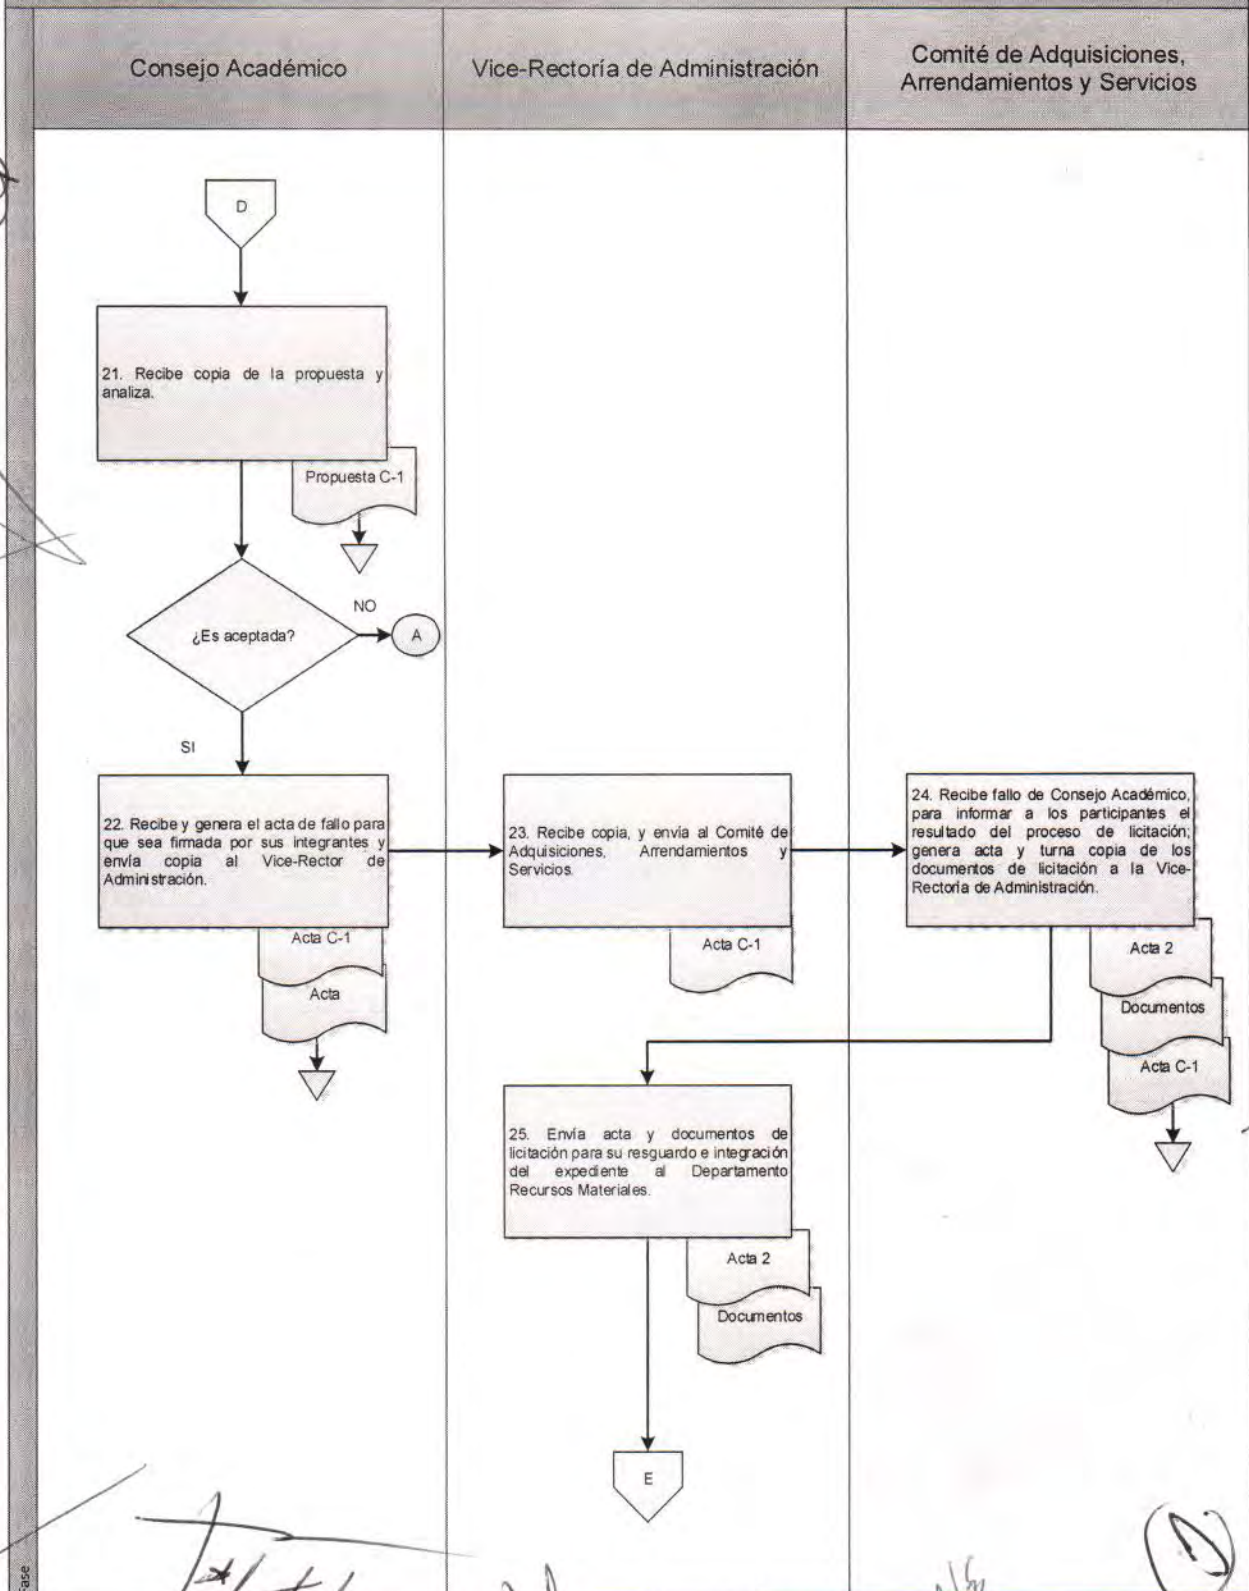 Consejo Académico
Vice-Rectoría de Administración
Comité de Adquisiciones,
Arrendamientos y Servicios
D
21. Recibe copia de la propuesta y
analiza.
Propuesta C-1
¿Es aceptada?
NO
A
SI
22. Recibe y genera el acta de fallo para
que sea firmada por sus integrantes y
envía copia al Vice-Rector de
Administración.
Acta C-1
Acta
23. Recibe copia, y envía al Comité de
Adquisiciones, Arrendamientos y
Servicios.
Acta C-1
24. Recibe fallo de Consejo Académico,
para informar a los participantes el
resultado del proceso de licitación;
genera acta y turna copia de los
documentos de licitación a la Vice-
Rectoría de Administración.
Acta 2
Documentos
Acta C-1
25. Envía acta y documentos de
licitación para su resguardo e integración
del expediente al Departamento
Recursos Materiales.
Acta 2
Documentos
E
Fase